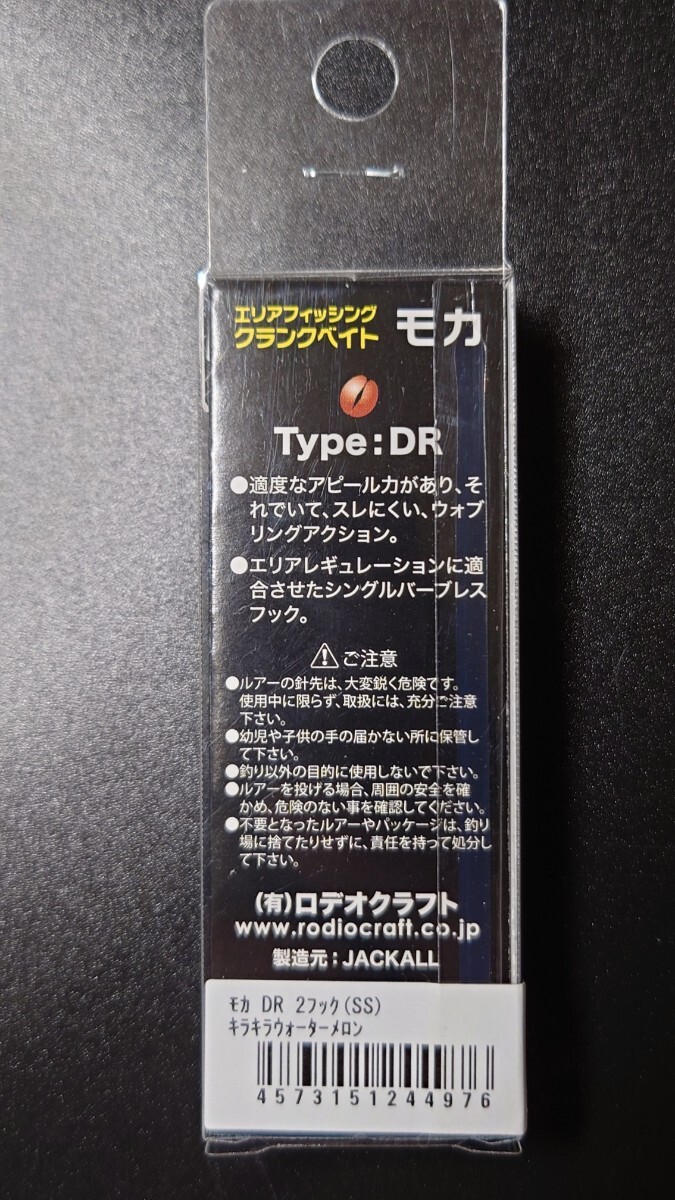 エリアフィッシング
クランクベイト モカ
Type:DR
●適度なアピール力があり、そ
れでいて、スレにくい、ウォブ
リングアクション。
●エリアレギュレーションに適
合させたシングルバーブレス
フック。
⚠ご注意
●ルアーの針先は、大変鋭く危険です。
使用中に限らず、取扱には、充分ご注意
下さい。
●幼児や子供の手の届かない所に保管し
て下さい。
●釣り以外の目的に使用しないで下さい。
●ルアーを投げる場合、周囲の安全を確
かめ、危険のない事を確認してください。
●不要となったルアーやパッケージは、釣り
場に捨てたりせずに、責任を持って処分し
て下さい。
(有)ロデオクラフト
www.rodiocraft.co.jp
製造元:JACKALL
モカ DR 2フック(SS)
キラキラウォーターメロン
4573151244976